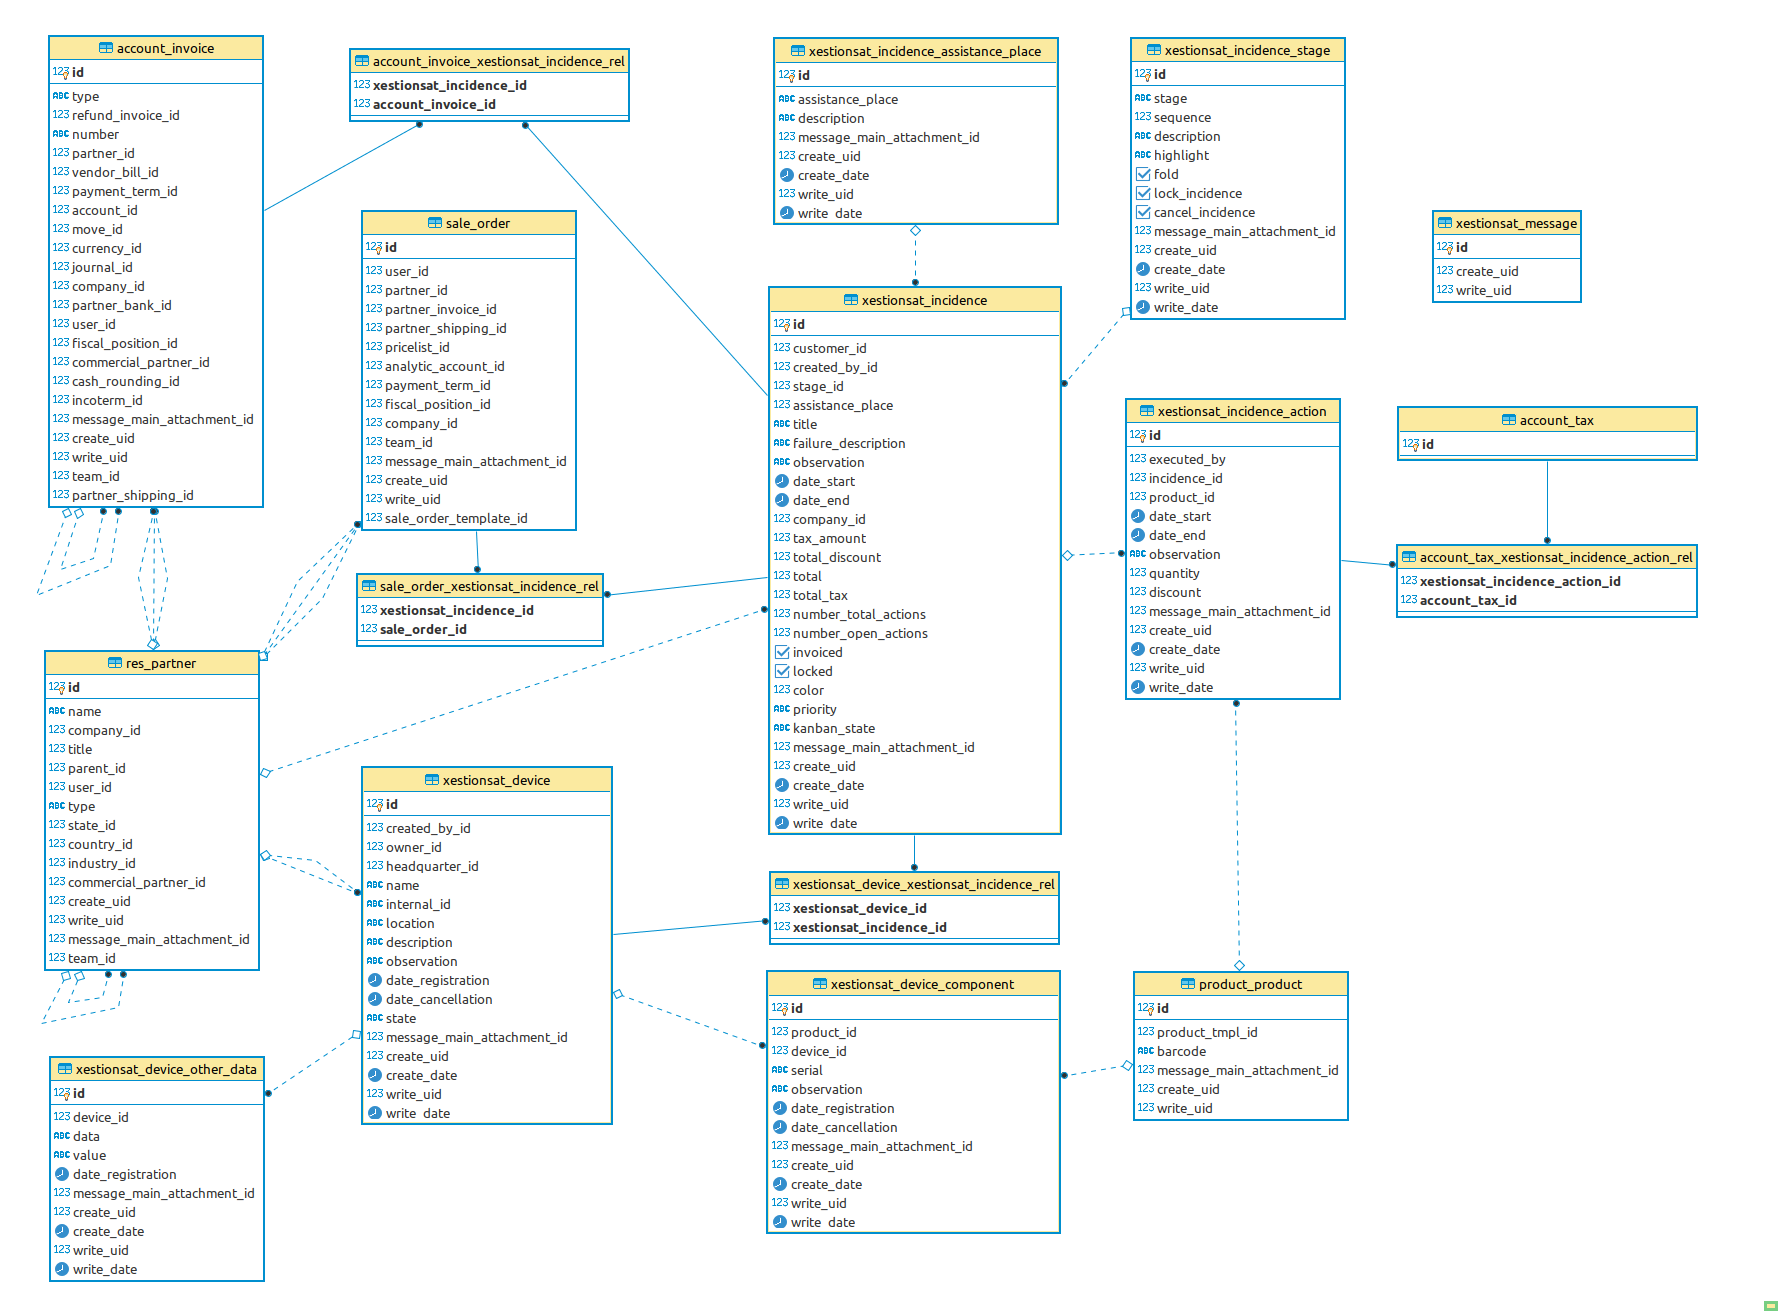 account_invoice
123 id
ABC type
123 refund_invoice_id
ABC number
123 partner_id
123 vendor_bill_id
123 payment_term_id
123 account_id
123 move_id
123 currency_id
123 journal_id
123 company_id
123 partner_bank_id
123 user_id
123 fiscal_position_id
123 commercial_partner_id
123 cash_rounding_id
123 incoterm_id
123 message_main_attachment_id
123 create_uid
123 write_uid
123 team_id
123 partner_shipping_id
account_invoice_xestionsat_incidence_rel
123 xestionsat_incidence_id
123 account_invoice_id
xestionsat_incidence_assistance_place
123 id
ABC assistance_place
ABC description
123 message_main_attachment_id
123 create_uid
create_date
123 write_uid
write_date
xestionsat_incidence_stage
123 id
ABC stage
123 sequence
ABC description
ABC highlight
fold
lock_incidence
cancel_incidence
123 message_main_attachment_id
123 create_uid
create_date
123 write_uid
write_date
sale_order
123 id
123 user_id
123 partner_id
123 partner_invoice_id
123 partner_shipping_id
123 pricelist_id
123 analytic_account_id
123 payment_term_id
123 fiscal_position_id
123 company_id
123 team_id
123 message_main_attachment_id
123 create_uid
123 write_uid
123 sale_order_template_id
xestionsat_message
123 id
123 create_uid
123 write_uid
xestionsat_incidence
123 id
123 customer_id
123 created_by_id
123 stage_id
123 assistance_place
ABC title
ABC failure_description
ABC observation
date_start
date_end
123 company_id
123 tax_amount
123 total_discount
123 total
123 total_tax
123 number_total_actions
123 number_open_actions
invoiced
locked
123 color
ABC priority
ABC kanban_state
123 message_main_attachment_id
123 create_uid
create_date
123 write_uid
write_date
xestionsat_incidence_action
123 id
123 executed_by
123 incidence_id
123 product_id
date_start
date_end
ABC observation
123 quantity
123 discount
123 message_main_attachment_id
123 create_uid
create_date
123 write_uid
write_date
account_tax
123 id
account_tax_xestionsat_incidence_action_rel
123 xestionsat_incidence_action_id
123 account_tax_id
sale_order_xestionsat_incidence_rel
123 xestionsat_incidence_id
123 sale_order_id
res_partner
123 id
ABC name
123 company_id
123 title
123 parent_id
123 user_id
ABC type
123 state_id
123 country_id
123 industry_id
123 commercial_partner_id
123 create_uid
123 write_uid
123 message_main_attachment_id
123 team_id
xestionsat_device
123 id
123 created_by_id
123 owner_id
123 headquarter_id
ABC name
ABC internal_id
ABC location
ABC description
ABC observation
date_registration
date_cancellation
ABC state
123 message_main_attachment_id
123 create_uid
create_date
123 write_uid
write_date
xestionsat_device_xestionsat_incidence_rel
123 xestionsat_device_id
123 xestionsat_incidence_id
xestionsat_device_component
123 id
123 product_id
123 device_id
ABC serial
ABC observation
date_registration
date_cancellation
123 message_main_attachment_id
123 create_uid
create_date
123 write_uid
write_date
product_product
123 id
123 product_tmpl_id
ABC barcode
123 message_main_attachment_id
123 create_uid
123 write_uid
xestionsat_device_other_data
123 id
123 device_id
ABC data
ABC value
date_registration
123 message_main_attachment_id
123 create_uid
create_date
123 write_uid
write_date